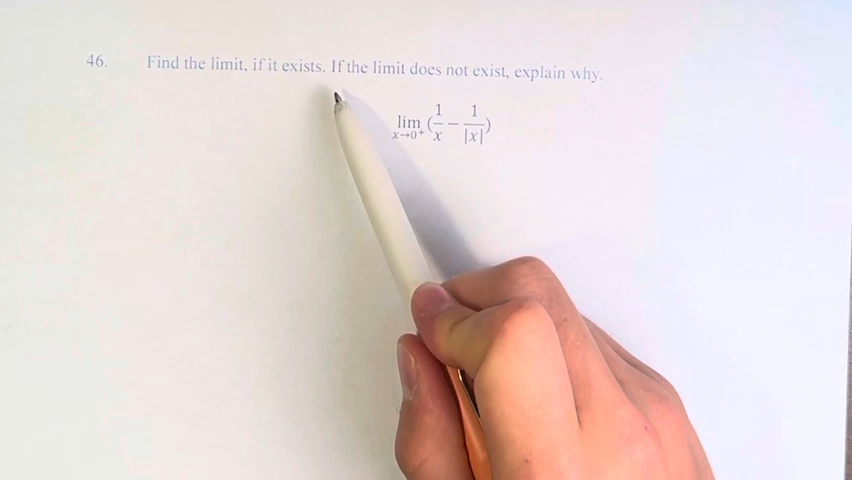 46. Find the limit, if it exists. If the limit does not exist, explain why.
lim x→0⁺ (1/x − 1/|x|)